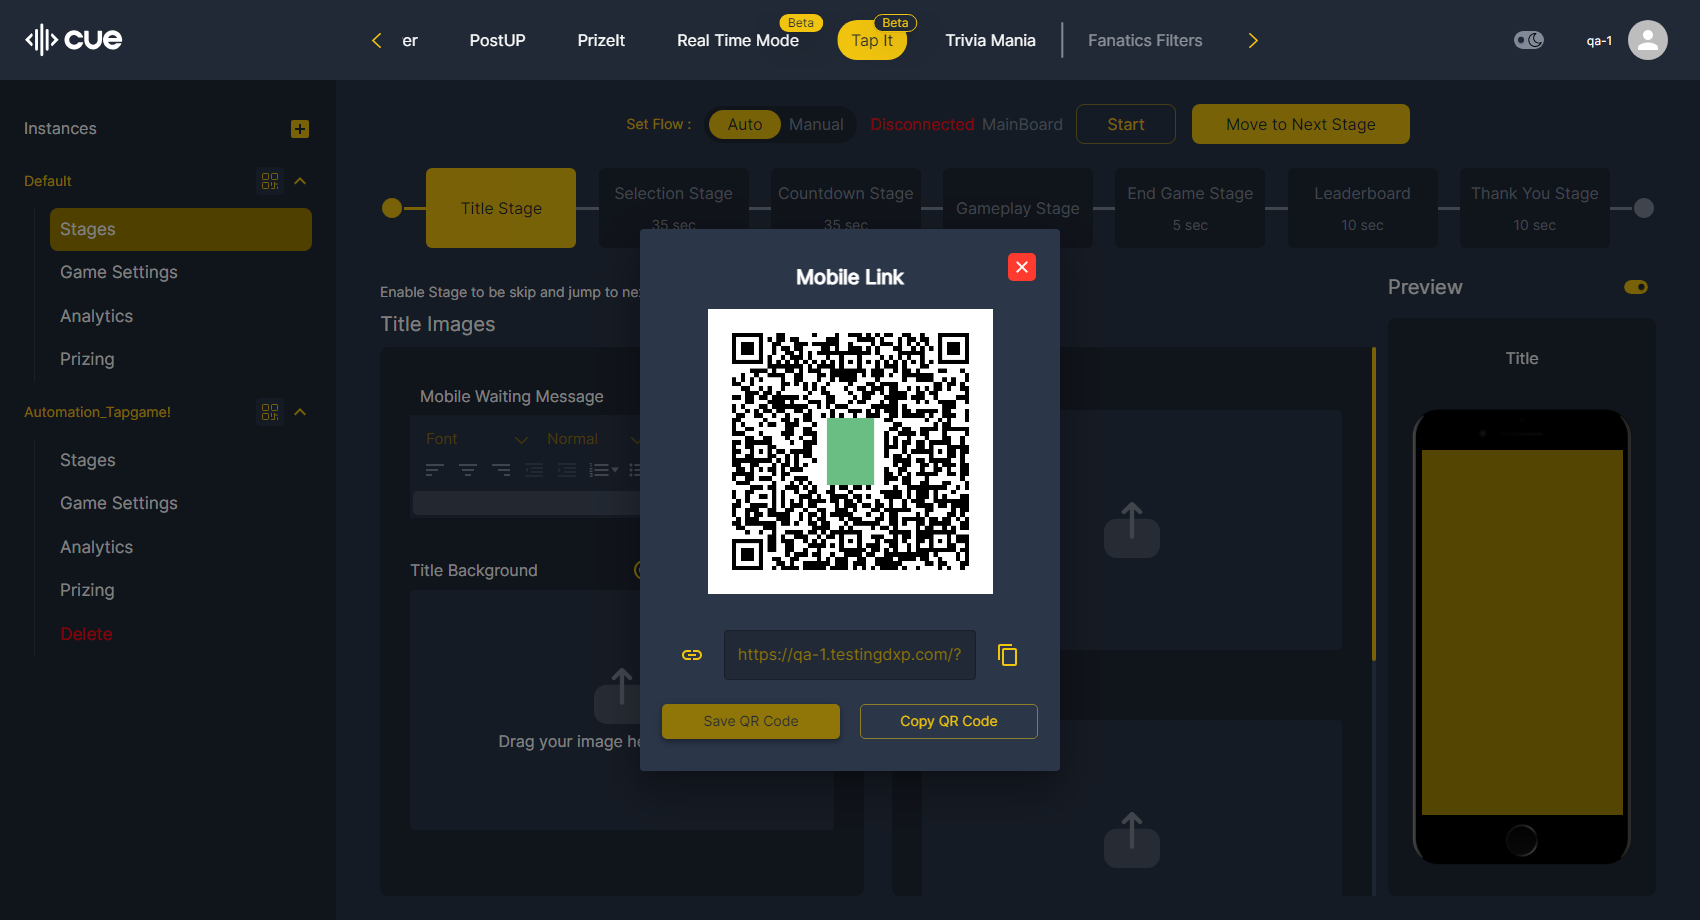 cue
er
PostUP
PrizeIt
Real Time Mode
Beta
Tap It
Beta
Trivia Mania
Fanatics Filters
qa-1
Instances
Default
Stages
Game Settings
Analytics
Prizing
Automation_Tapgame!
Stages
Game Settings
Analytics
Prizing
Delete
Set Flow :
Auto
Manual
Disconnected MainBoard
Start
Move to Next Stage
Title Stage
Selection Stage
35 sec
Countdown Stage
35 sec
Gameplay Stage
End Game Stage
5 sec
Leaderboard
10 sec
Thank You Stage
10 sec
Enable Stage to be skip and jump to ne
Title Images
Mobile Waiting Message
Font
Normal
Title Background
Drag your image he
Mobile Link
https://qa-1.testingdxp.com/?
Save QR Code
Copy QR Code
Preview
Title